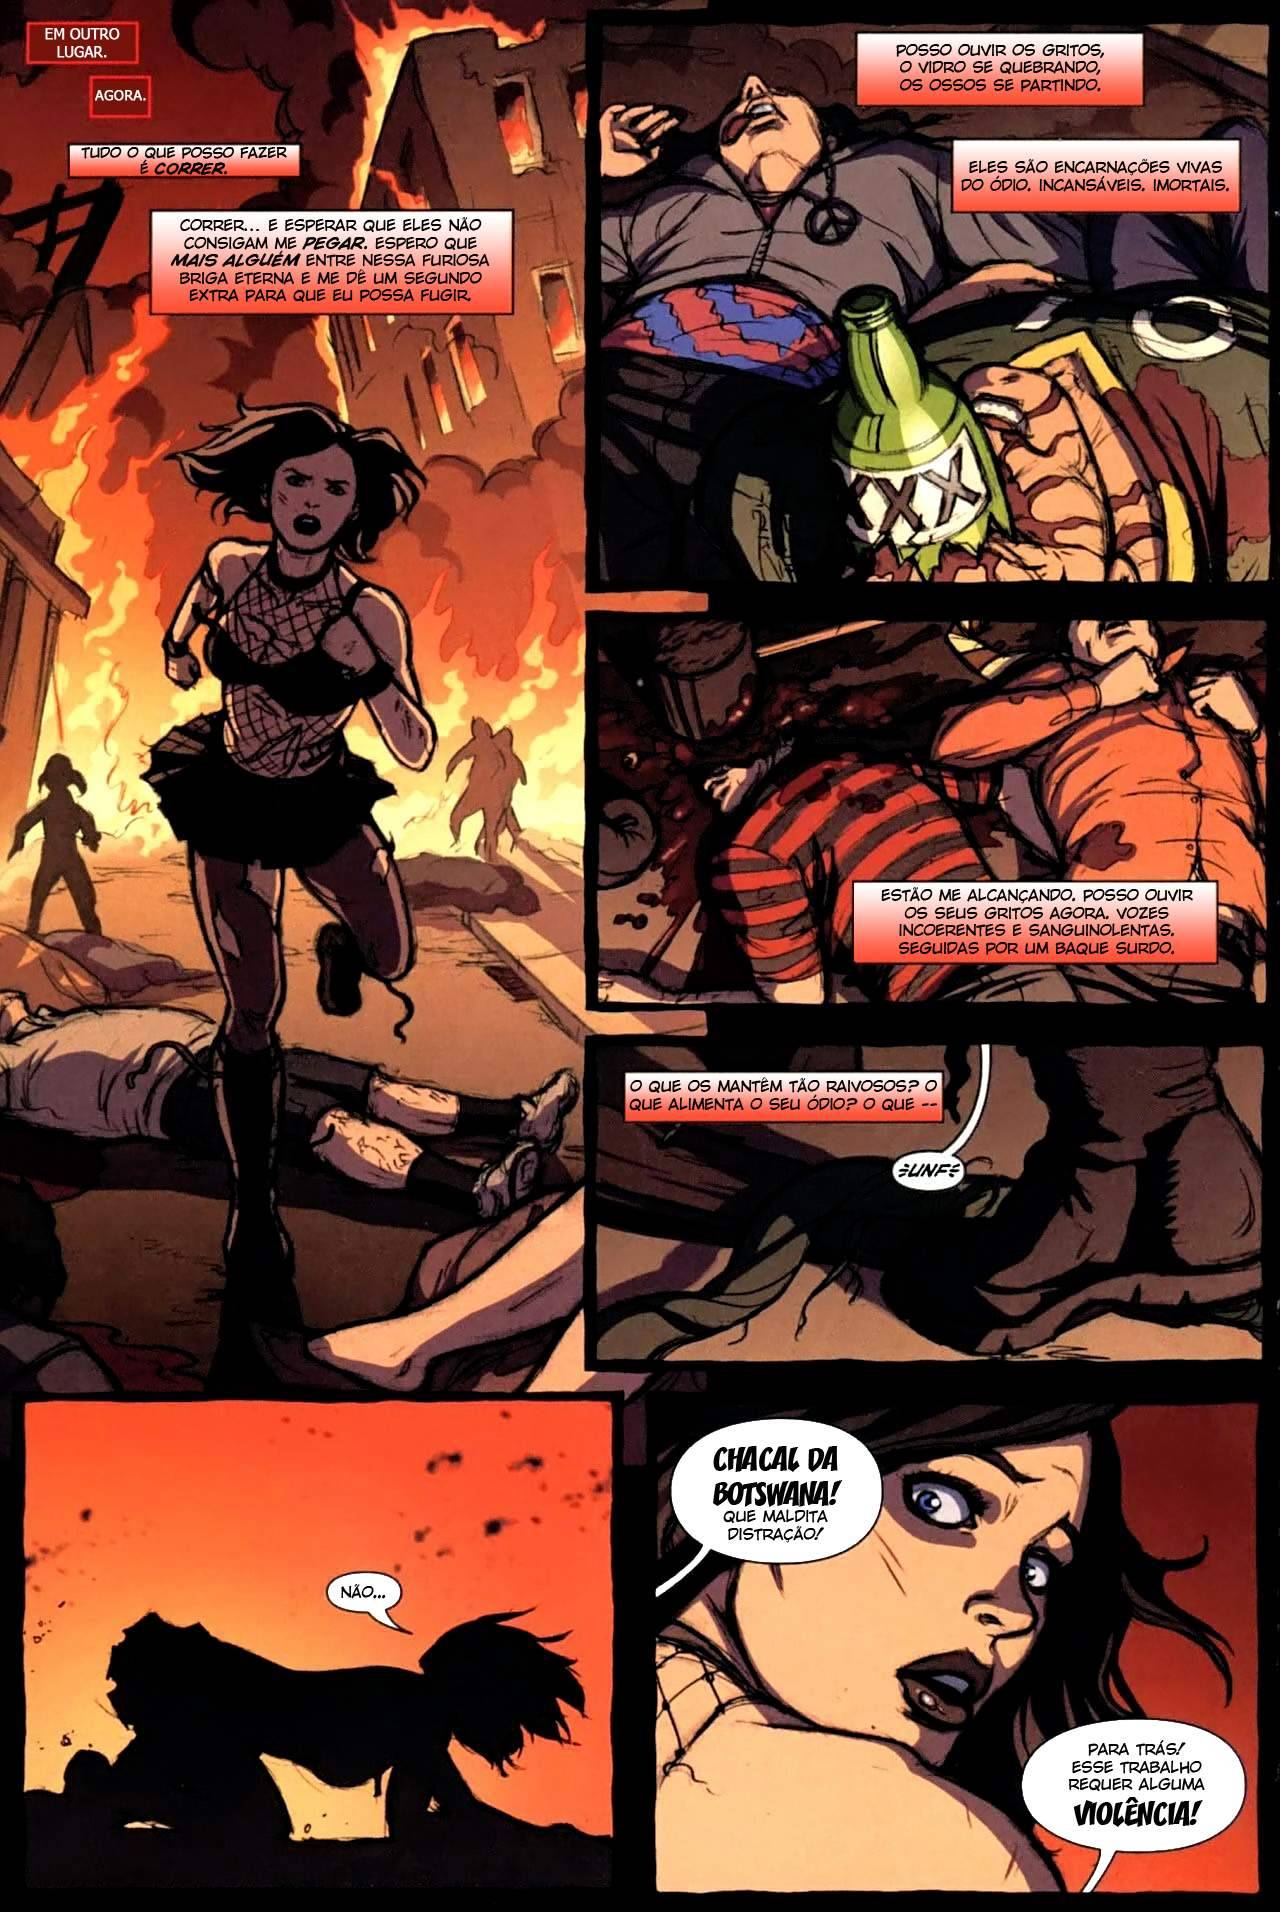 EM OUTRO
LUGAR.
AGORA.
TUDO O QUE POSSO FAZER
É CORRER.
CORRER... E ESPERAR QUE ELES NÃO
CONSIGAM ME PEGAR. ESPERO QUE
MAIS ALGUÉM ENTRE NESSA FURIOSA
BRIGA ETERNA E ME DÊ UM SEGUNDO
EXTRA PARA QUE EU POSSA FUGIR.
POSSO OUVIR OS GRITOS,
O VIDRO SE QUEBRANDO,
OS OSSOS SE PARTINDO.
ELES SÃO ENCARNAÇÕES VIVAS
DO ÓDIO. INCANSÁVEIS. IMORTAIS.
XXX
ESTÃO ME ALCANÇANDO. POSSO OUVIR
OS SEUS GRITOS AGORA. VOZES
INCOERENTES E SANGUINOLENTAS.
SEGUIDAS POR UM BAQUE SURDO.
O QUE OS MANTÊM TÃO RAIVOSOS? O
QUE ALIMENTA O SEU ÓDIO? O QUE --
UNF
NÃO...
CHACAL DA
BOTSWANA!
QUE MALDITA
DISTRAÇÃO!
PARA TRÁS!
ESSE TRABALHO
REQUER ALGUMA
VIOLÊNCIA!